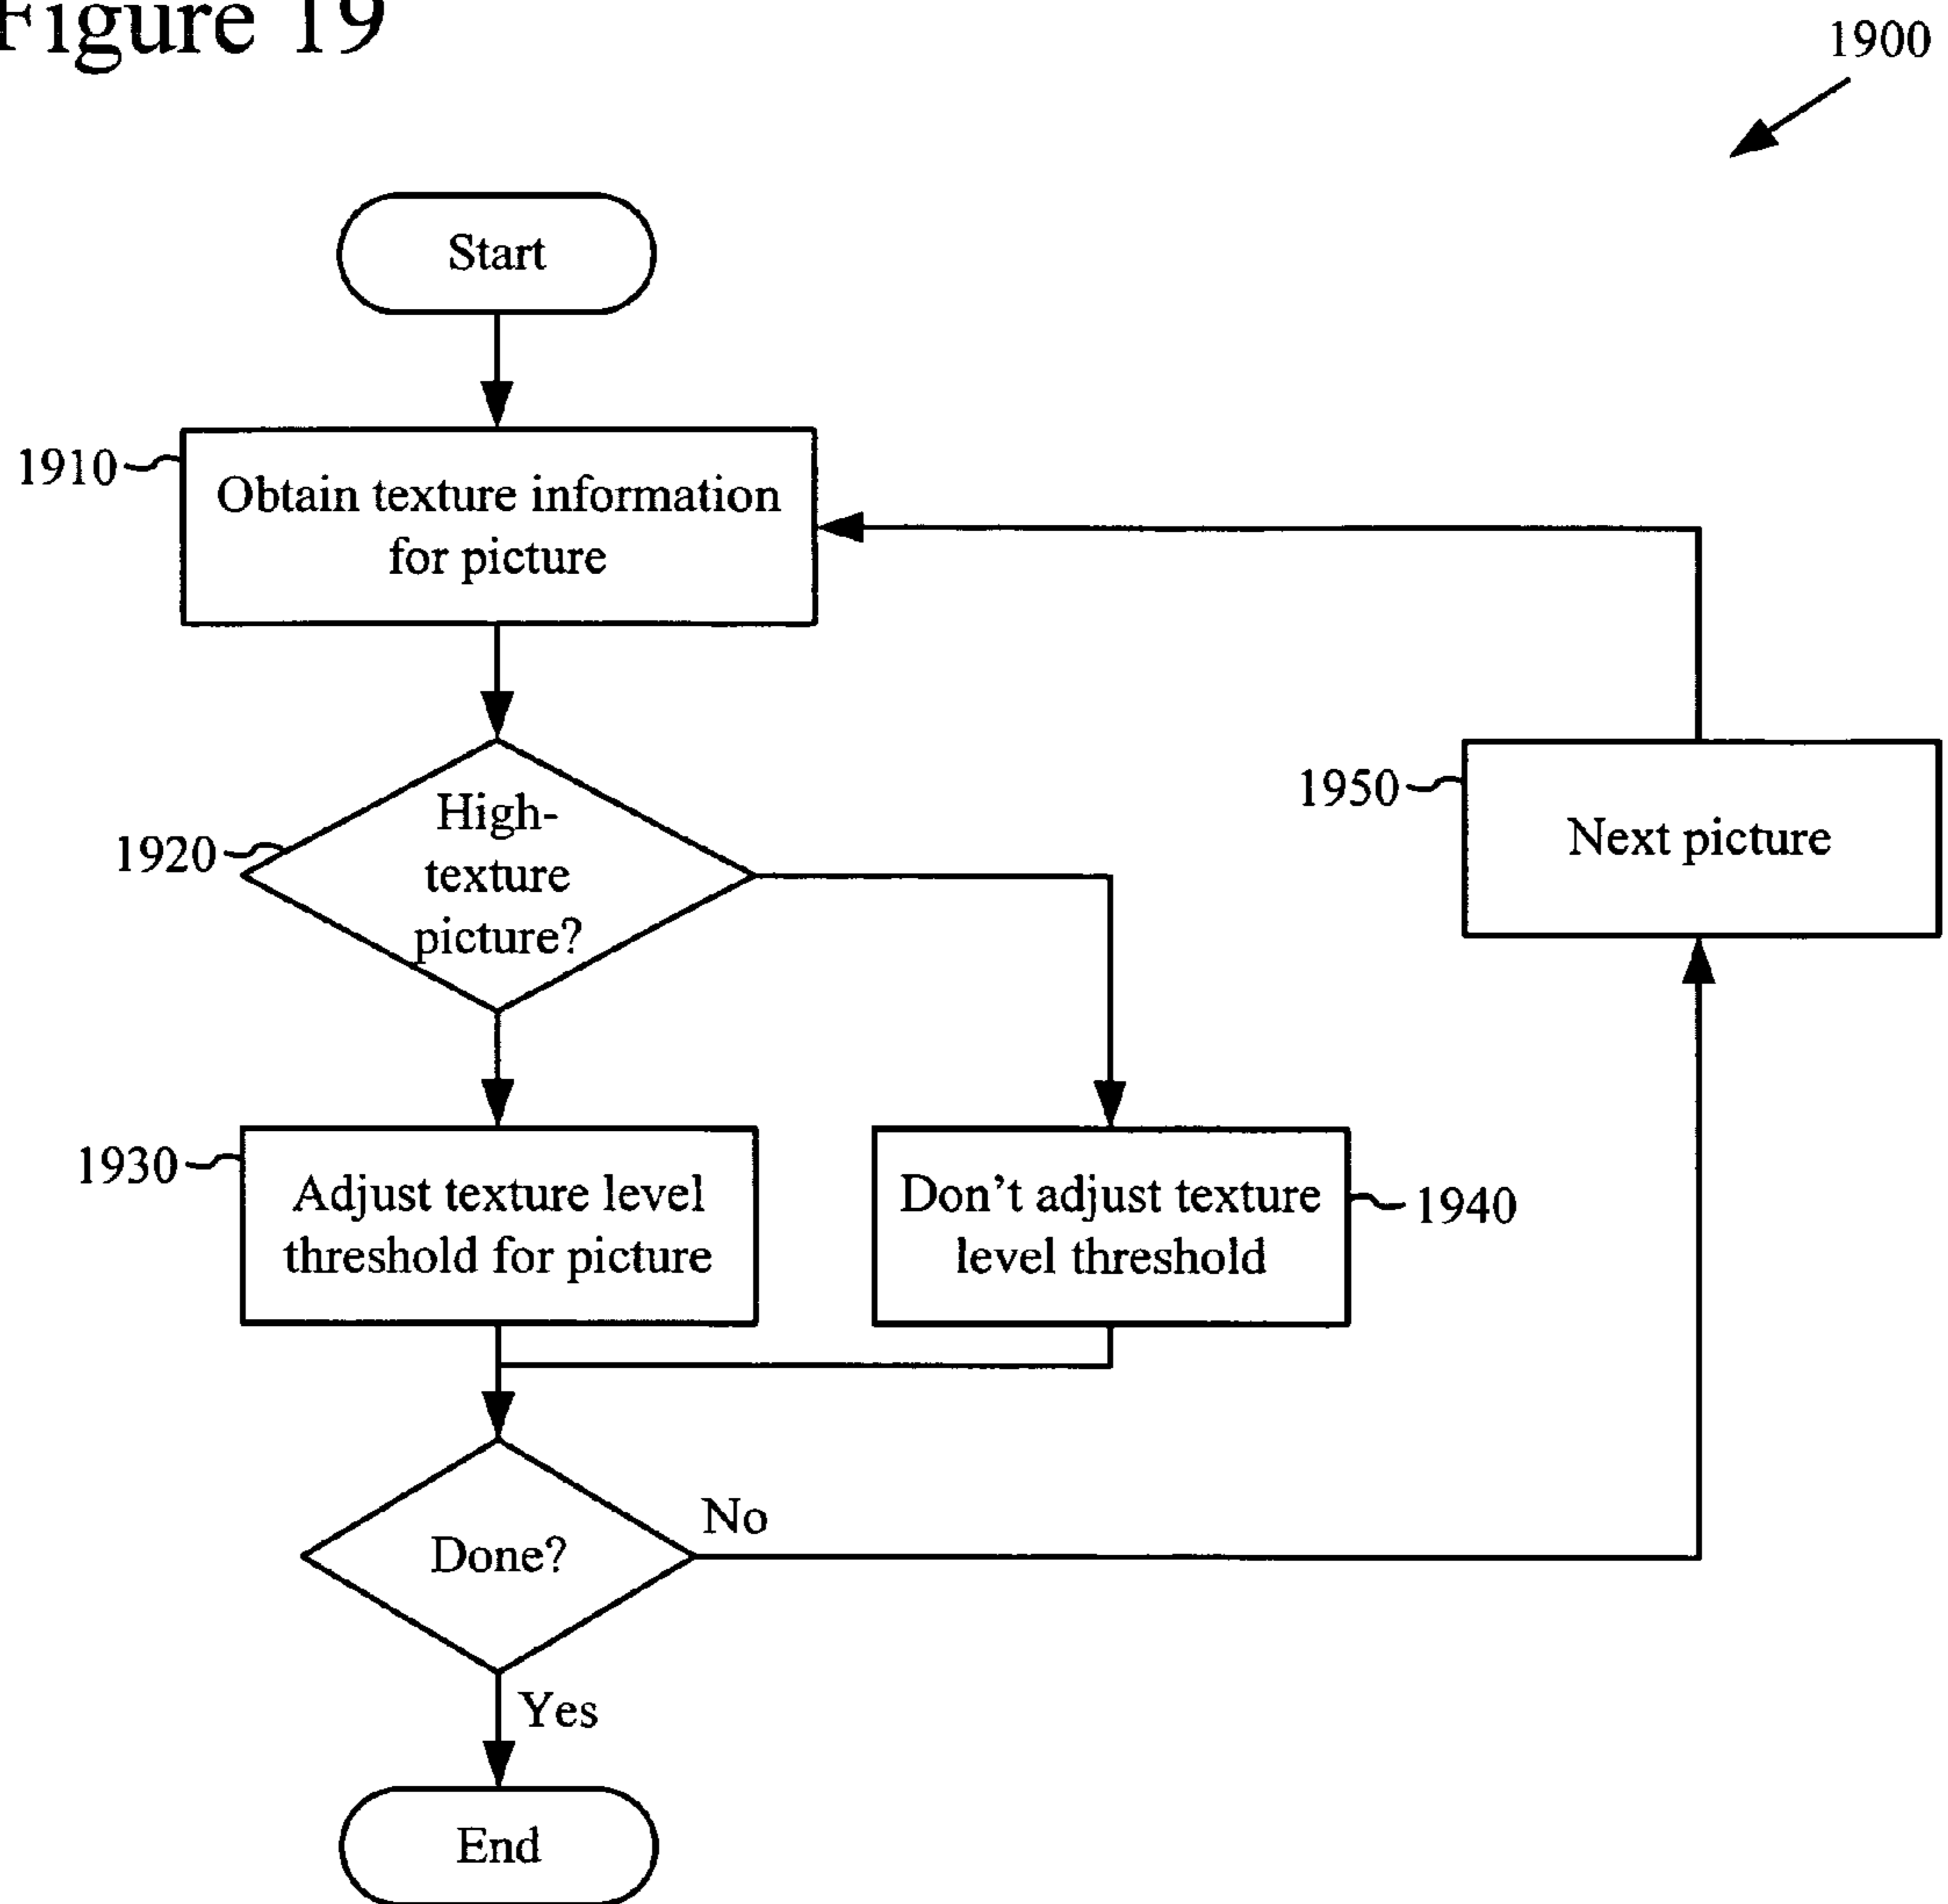 Figure 19
1900
Start
1910
Obtain texture information
for picture
1920
High-
texture
picture?
1950
Next picture
1930
Adjust texture level
threshold for picture
Don't adjust texture
level threshold
1940
Done?
No
Yes
End